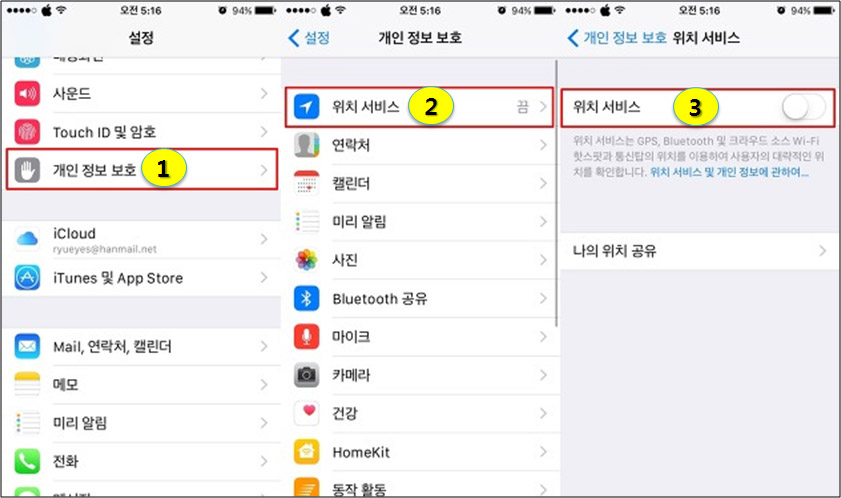 오전 5:16
94%
설정
사운드
Touch ID 및 암호
개인 정보 보호
1
iCloud
ryueyes@hanmail.net
iTunes 및 App Store
Mail, 연락처, 캘린더
메모
미리 알림
전화
오전 5:16
94%
설정
개인 정보 보호
위치 서비스
2
끔
연락처
캘린더
미리 알림
사진
Bluetooth 공유
마이크
카메라
건강
HomeKit
동작 활동
오전 5:16
94%
개인 정보 보호 위치 서비스
위치 서비스
3
위치 서비스는 GPS, Bluetooth 및 크라우드 소스 Wi-Fi
핫스팟과 통신탑의 위치를 이용하여 사용자의 대략적인 위
치를 확인합니다. 위치 서비스 및 개인 정보에 관하여...
나의 위치 공유